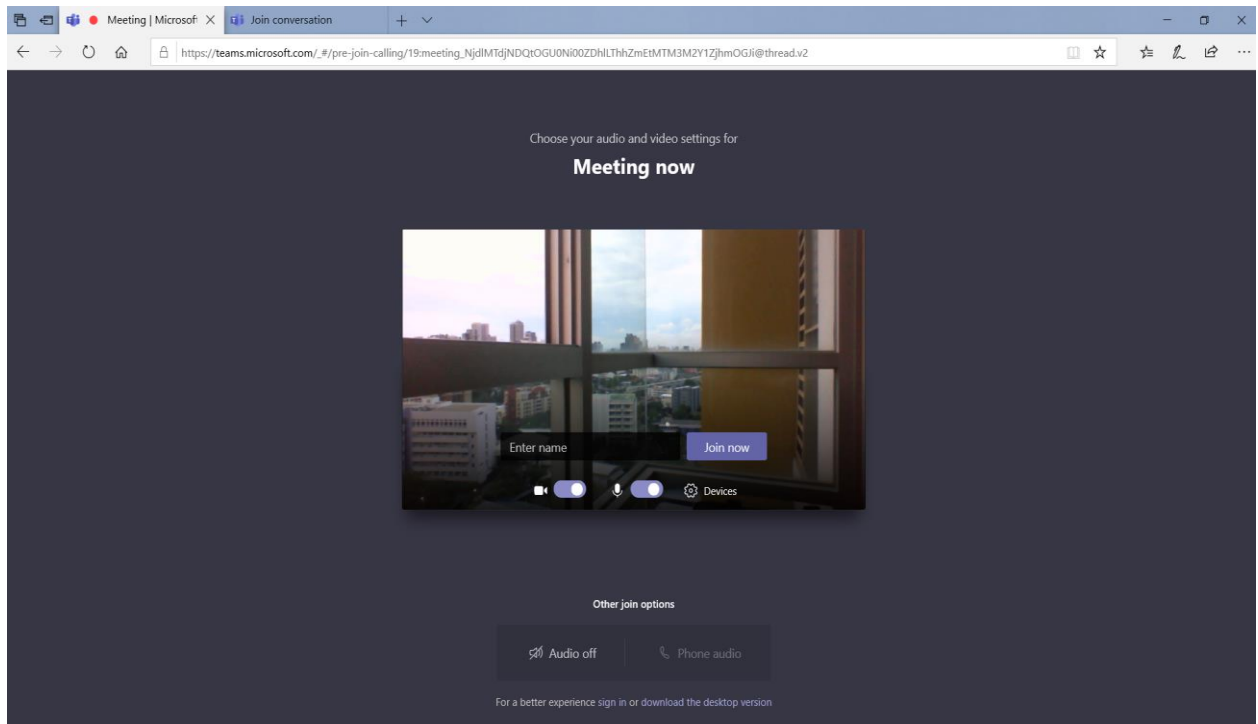 Meeting | Microsoft
Join conversation
https://teams.microsoft.com/_#/pre-join-calling/19:meeting_NjdlMTdjNDQtOGU0Ni00ZDhlLThhZmEtMTM3M2Y1ZjhmOGJi@thread.v2
Choose your audio and video settings for
Meeting now
Enter name
Join now
Devices
Other join options
Audio off
Phone audio
For a better experience sign in or download the desktop version